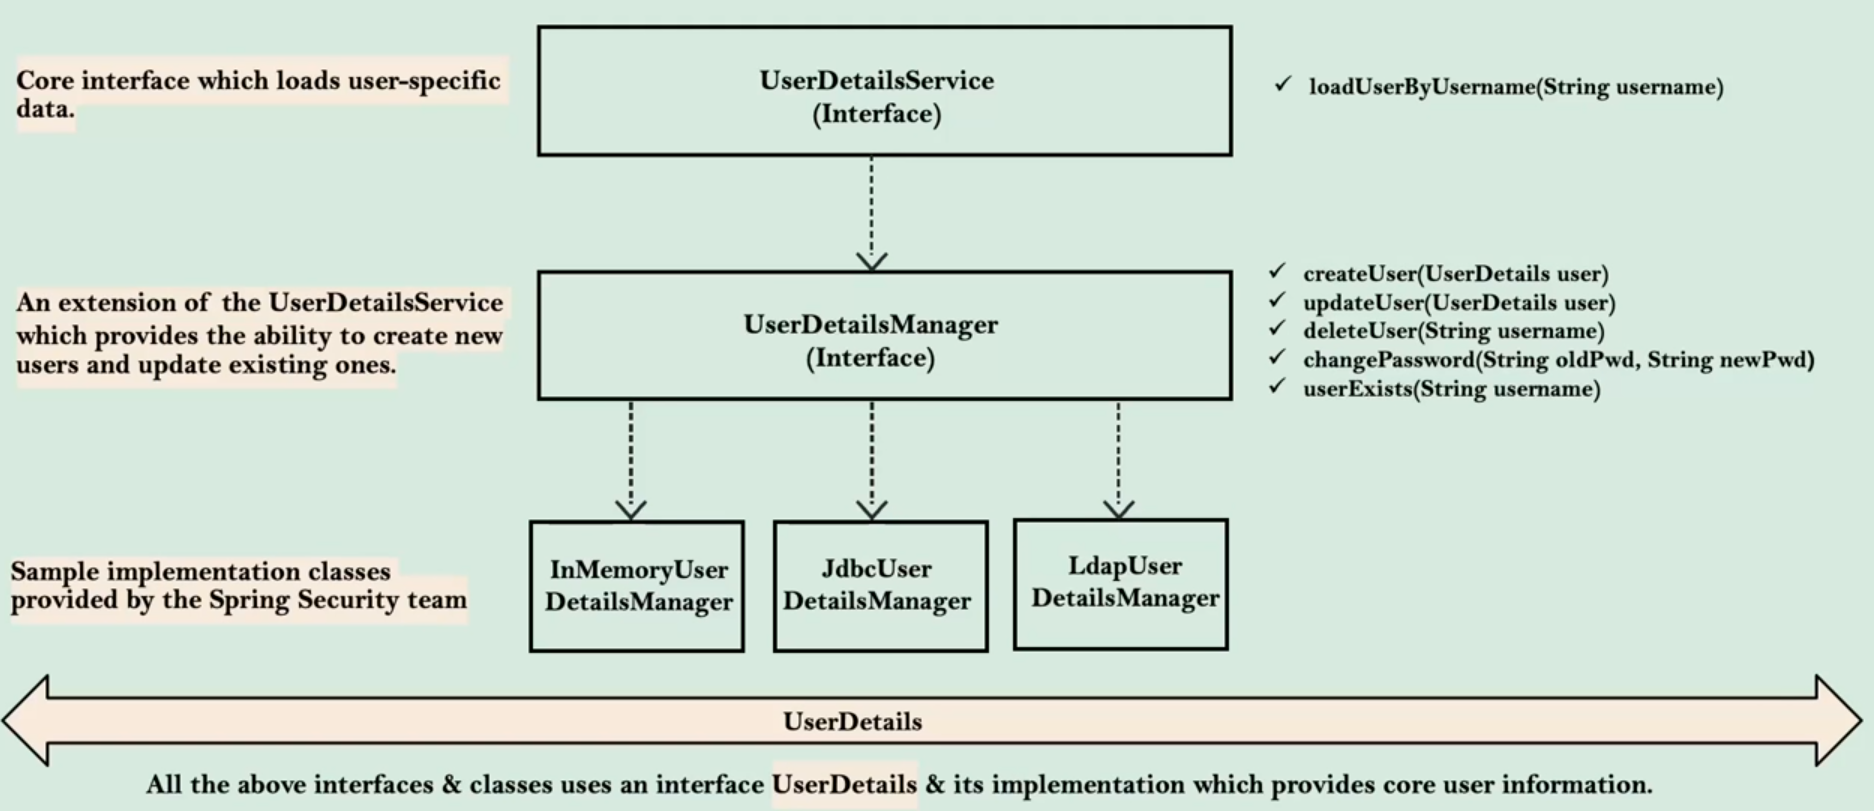 Core interface which loads user-specific
data.
UserDetailsService
(Interface)
✓ loadUserByUsername(String username)
An extension of the UserDetailsService
which provides the ability to create new
users and update existing ones.
UserDetailsManager
(Interface)
✓ createUser(UserDetails user)
✓ updateUser(UserDetails user)
✓ deleteUser(String username)
✓ changePassword(String oldPwd, String newPwd)
✓ userExists(String username)
Sample implementation classes
provided by the Spring Security team
InMemoryUser
DetailsManager
JdbcUser
DetailsManager
LdapUser
DetailsManager
UserDetails
All the above interfaces & classes uses an interface UserDetails & its implementation which provides core user information.